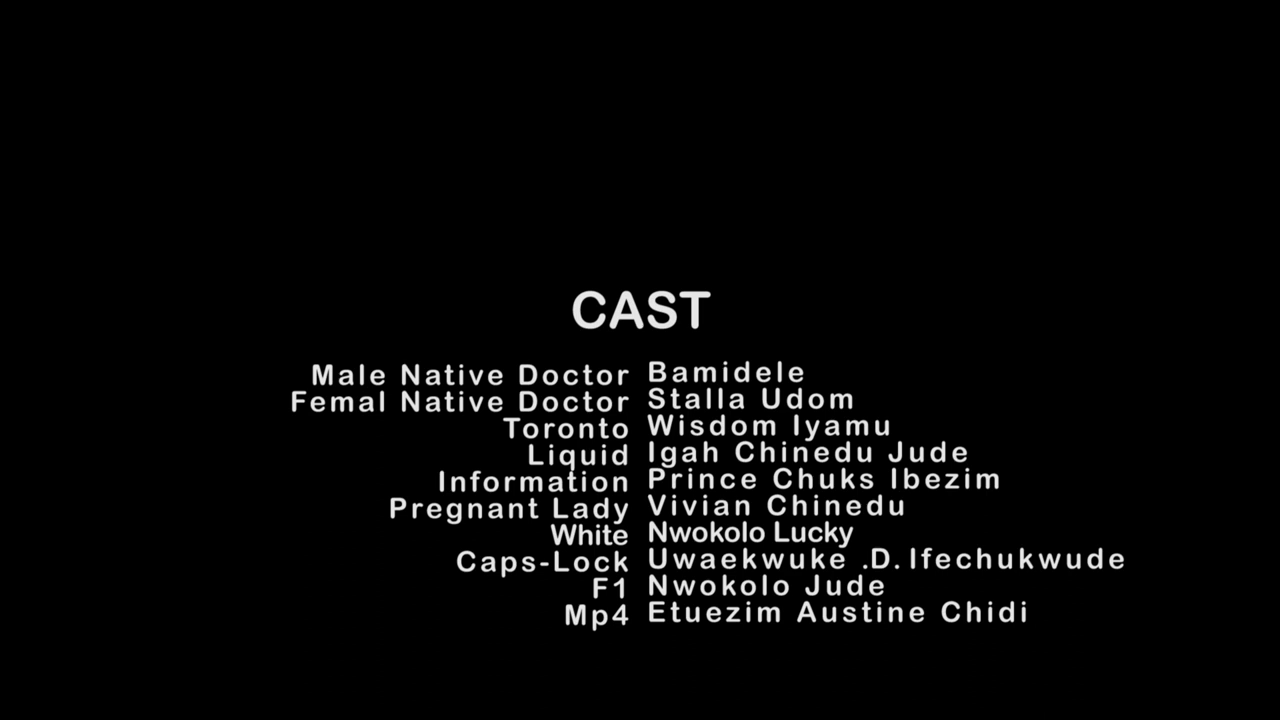 CAST
Male Native Doctor Bamidele
Femal Native Doctor Stalla Udom
Toronto Wisdom Iyamu
Liquid Igah Chinedu Jude
Information Prince Chuks Ibezim
Pregnant Lady Vivian Chinedu
White Nwokolo Lucky
Caps-Lock Uwaekwuke .D. Ifechukwude
F1 Nwokolo Jude
Mp4 Etuezim Austine Chidi